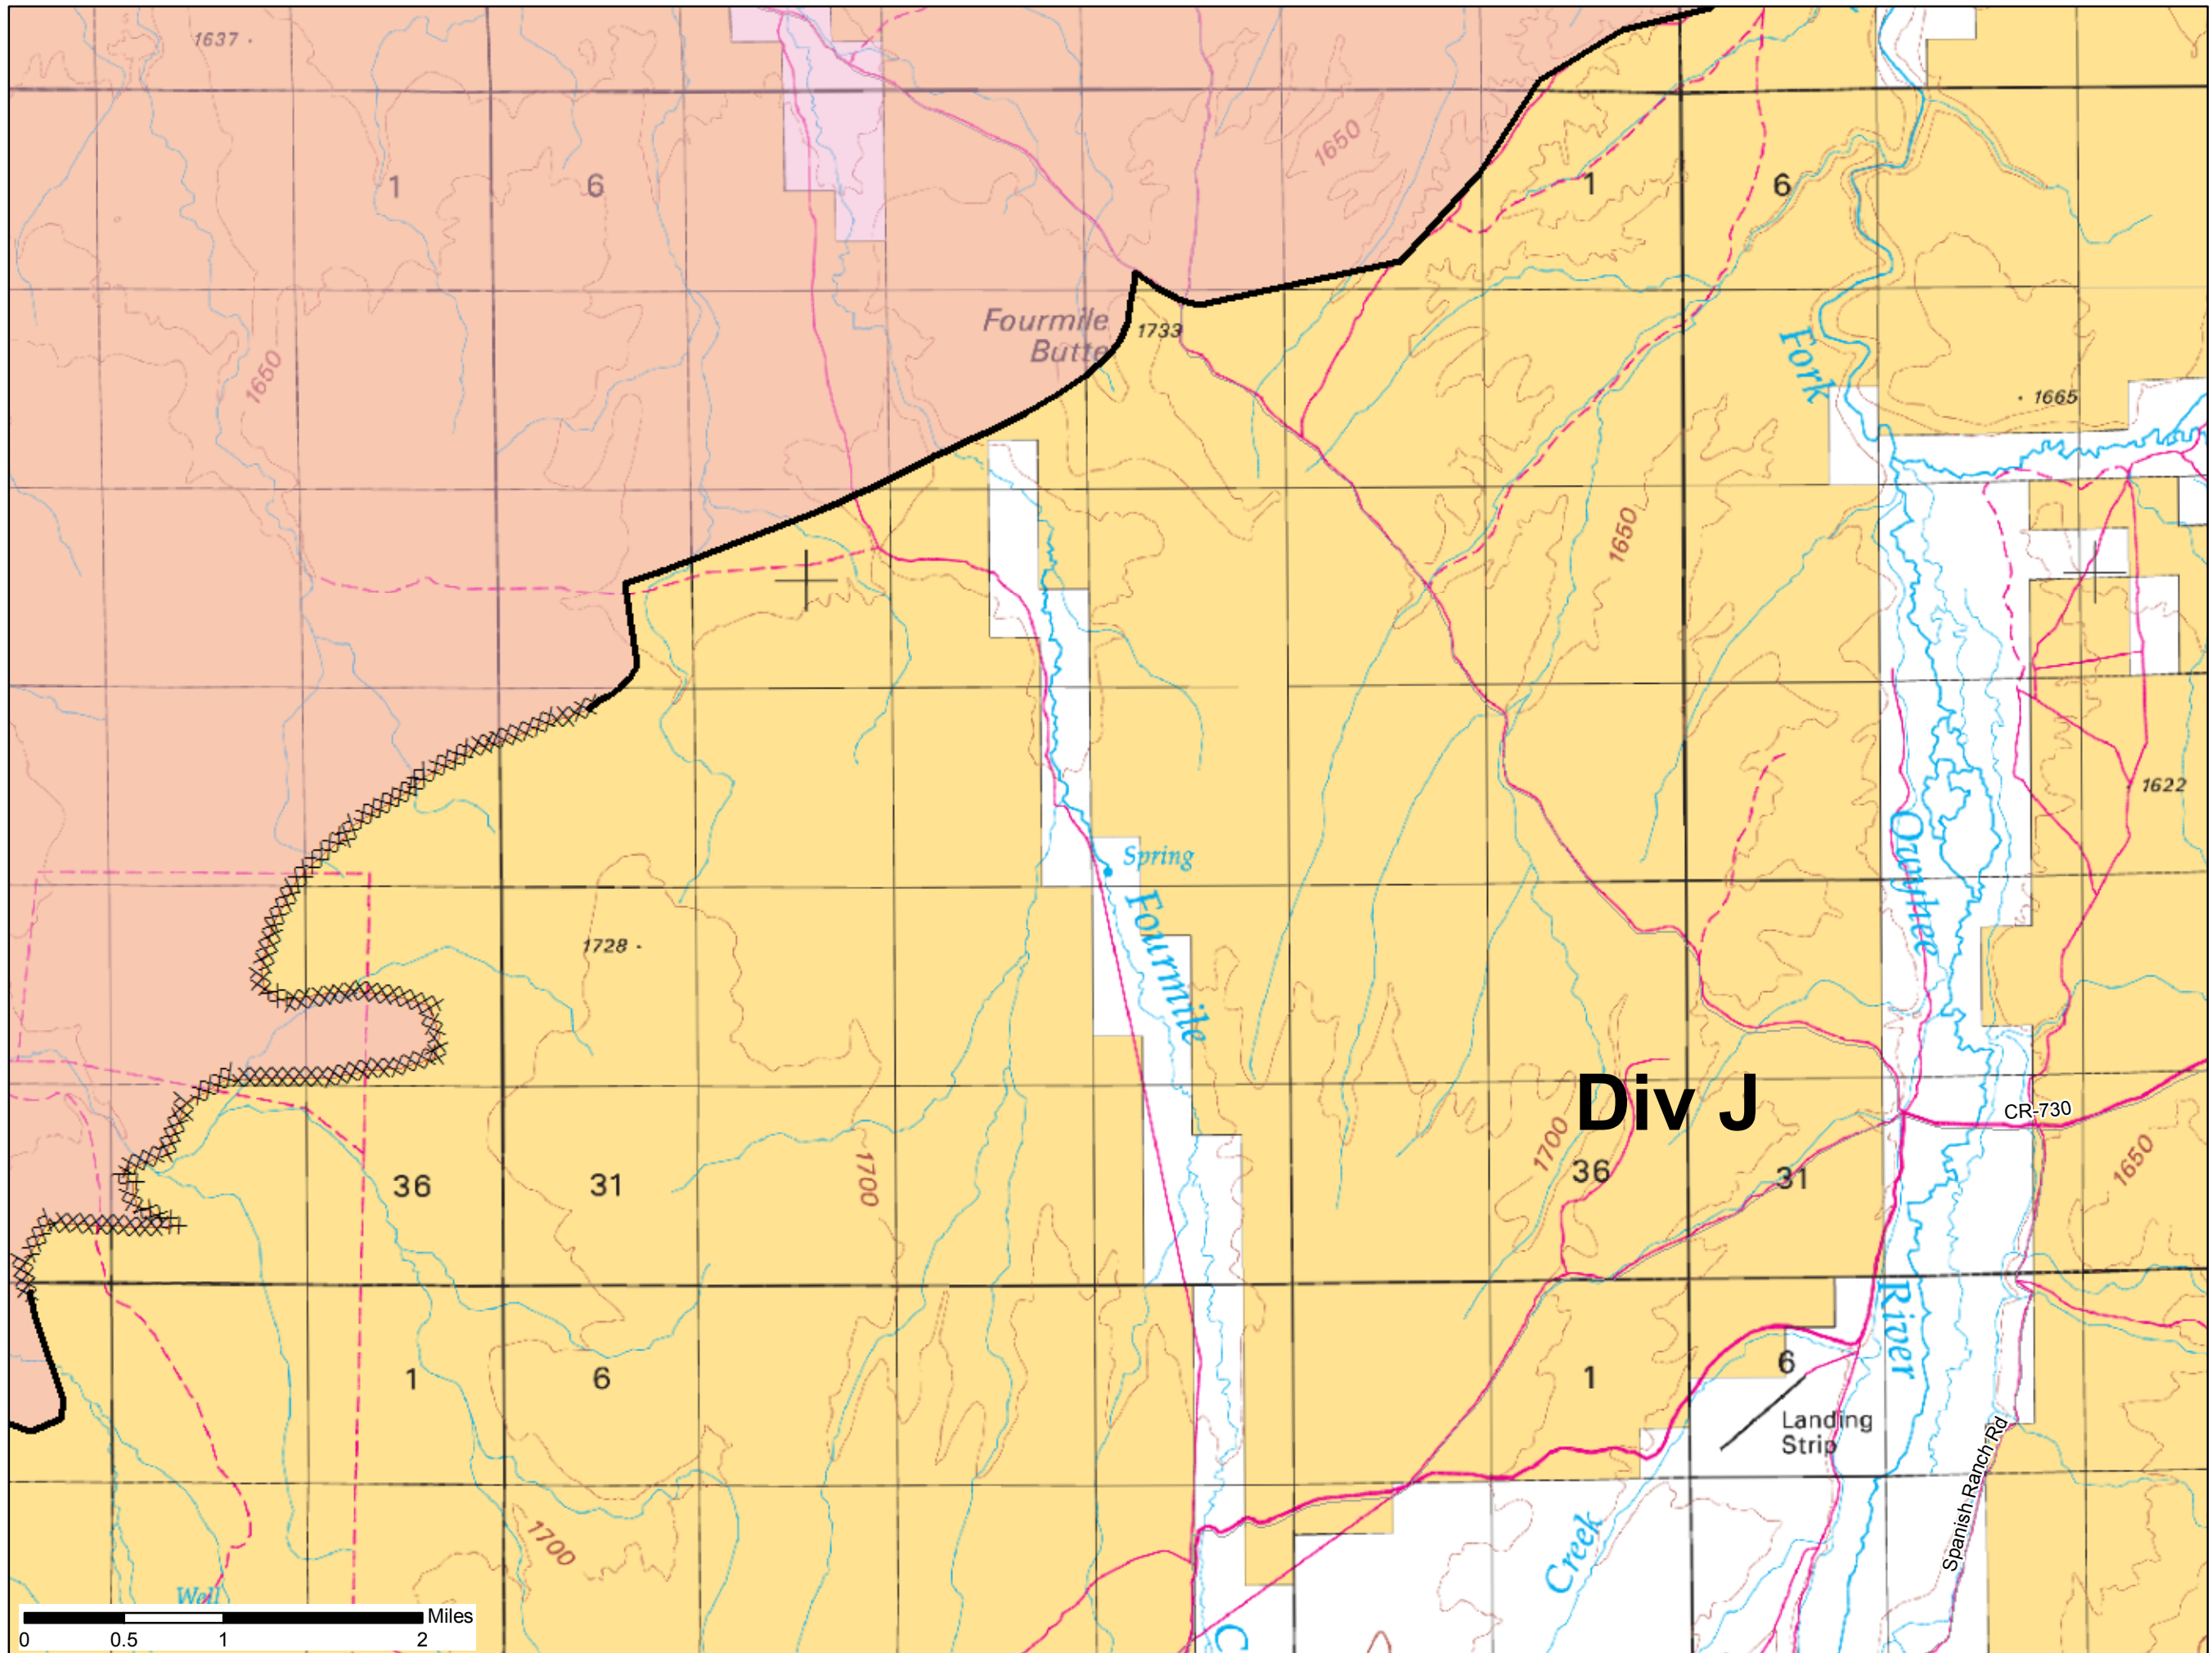 1637
1
6
1650
1
6
Fourmile
Butte
1733
1650
Fork
1665
1650
1622
Spring
Owyhee
Fourmile
1728
Div J
CR-730
36
31
1700
1700
36
31
1650
1
6
1
6
River
Landing
Strip
Spanish Ranch Rd
1700
Creek
Well
C
Miles
0 0.5 1 2